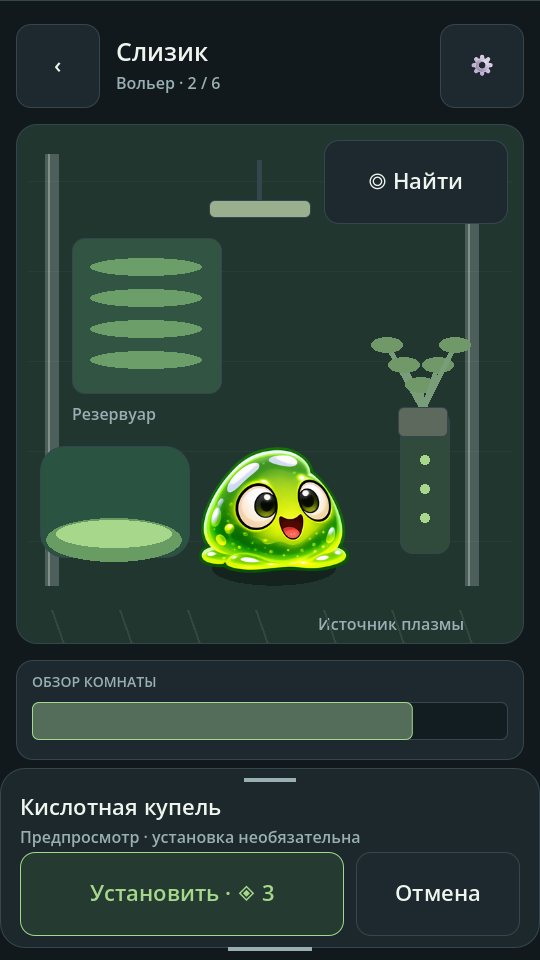 ‹
Слизик
Вольер · 2 / 6
◎ Найти
Резервуар
Источник плазмы
ОБЗОР КОМНАТЫ
Кислотная купель
Предпросмотр · установка необязательна
Установить · ◈ 3
Отмена